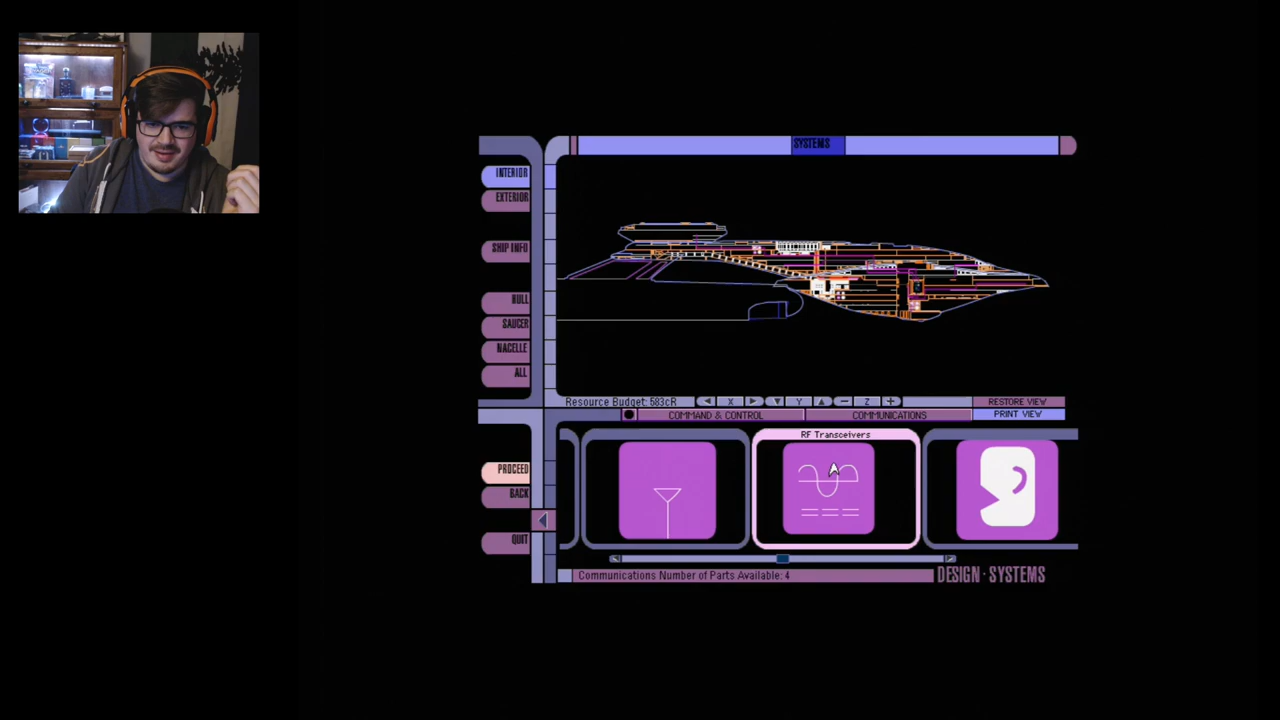 SYSTEMS
INTERIOR
EXTERIOR
SHIP INFO
HULL
SAUCER
NACELLE
ALL
Resource Budget: 583cR
X
Y
Z
RESTORE VIEW
COMMAND & CONTROL
COMMUNICATIONS
PRINT VIEW
RF Transceivers
PROCEED
BACK
QUIT
Communications Number of Parts Available: 4
DESIGN·SYSTEMS